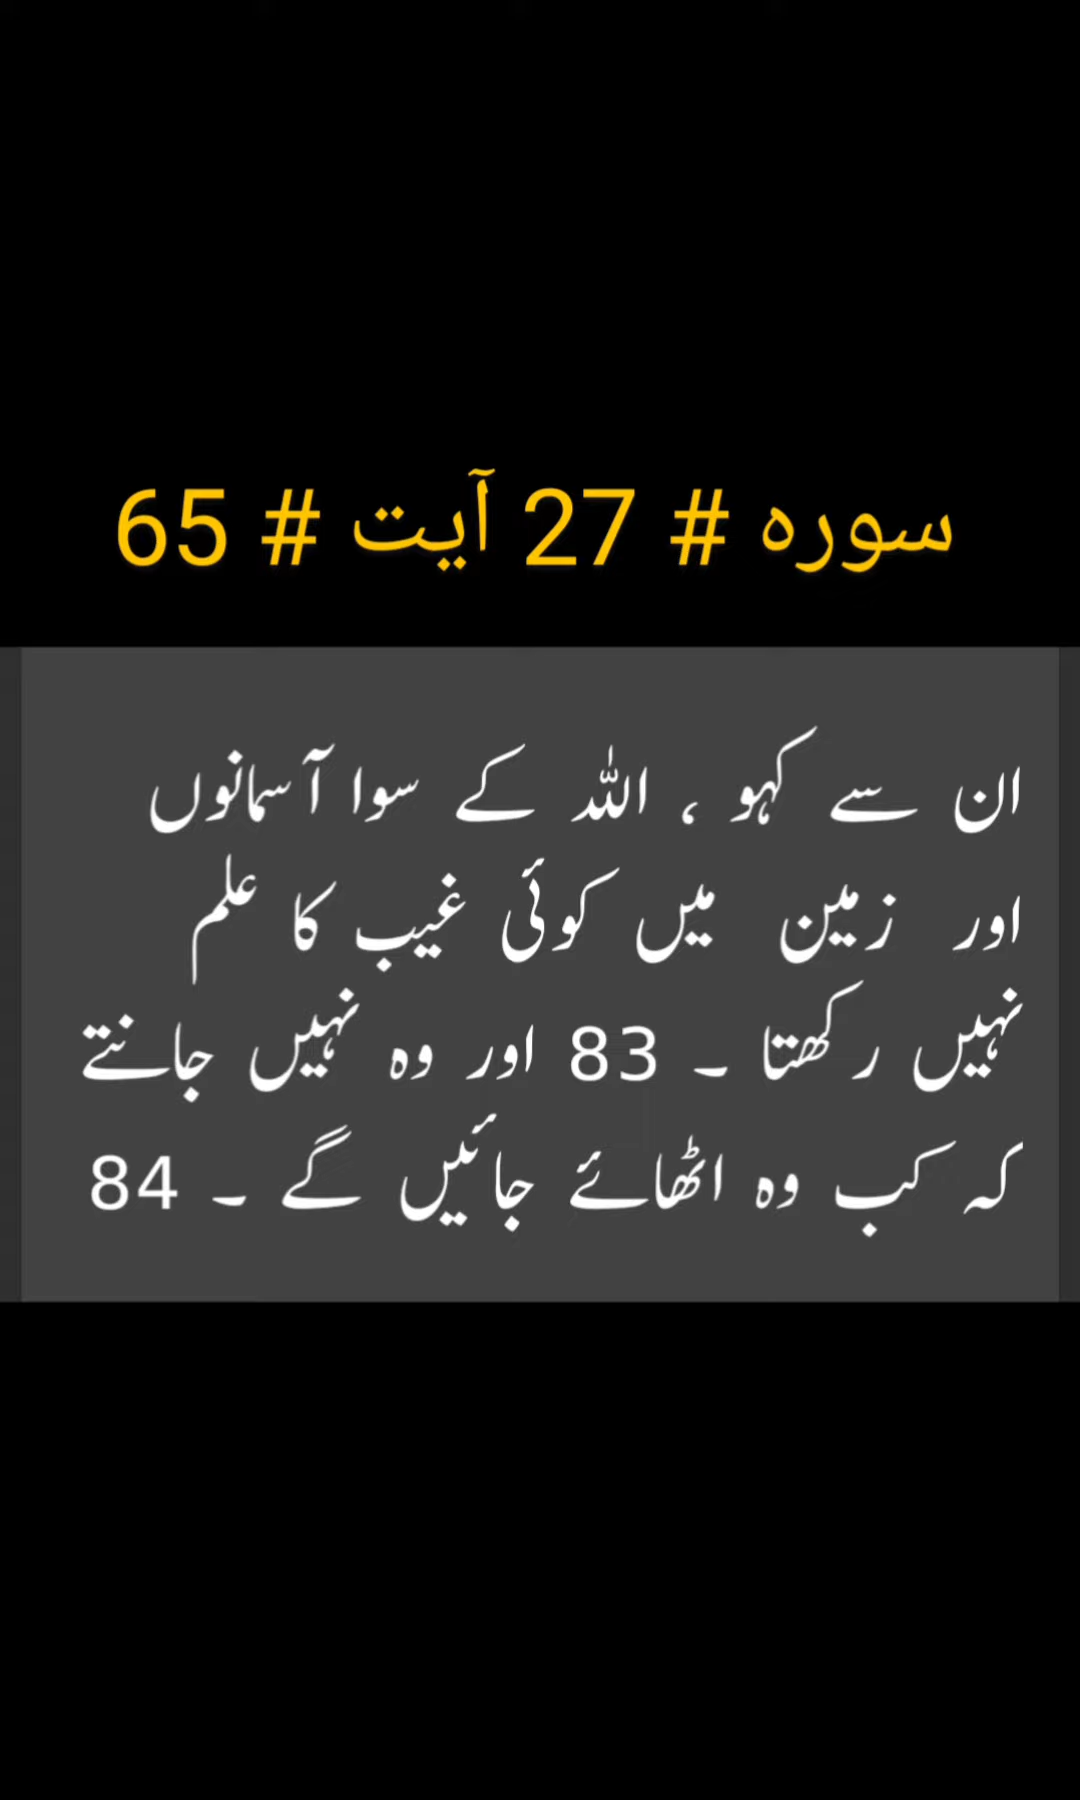 سورہ # 27 آیت # 65
ان سے کہو ، اللہ کے سوا آسمانوں
اور زمین میں کوئی غیب کا علم
نہیں رکھتا ۔ 83 اور وہ نہیں جانتے
کہ کب وہ اٹھائے جائیں گے ۔ 84